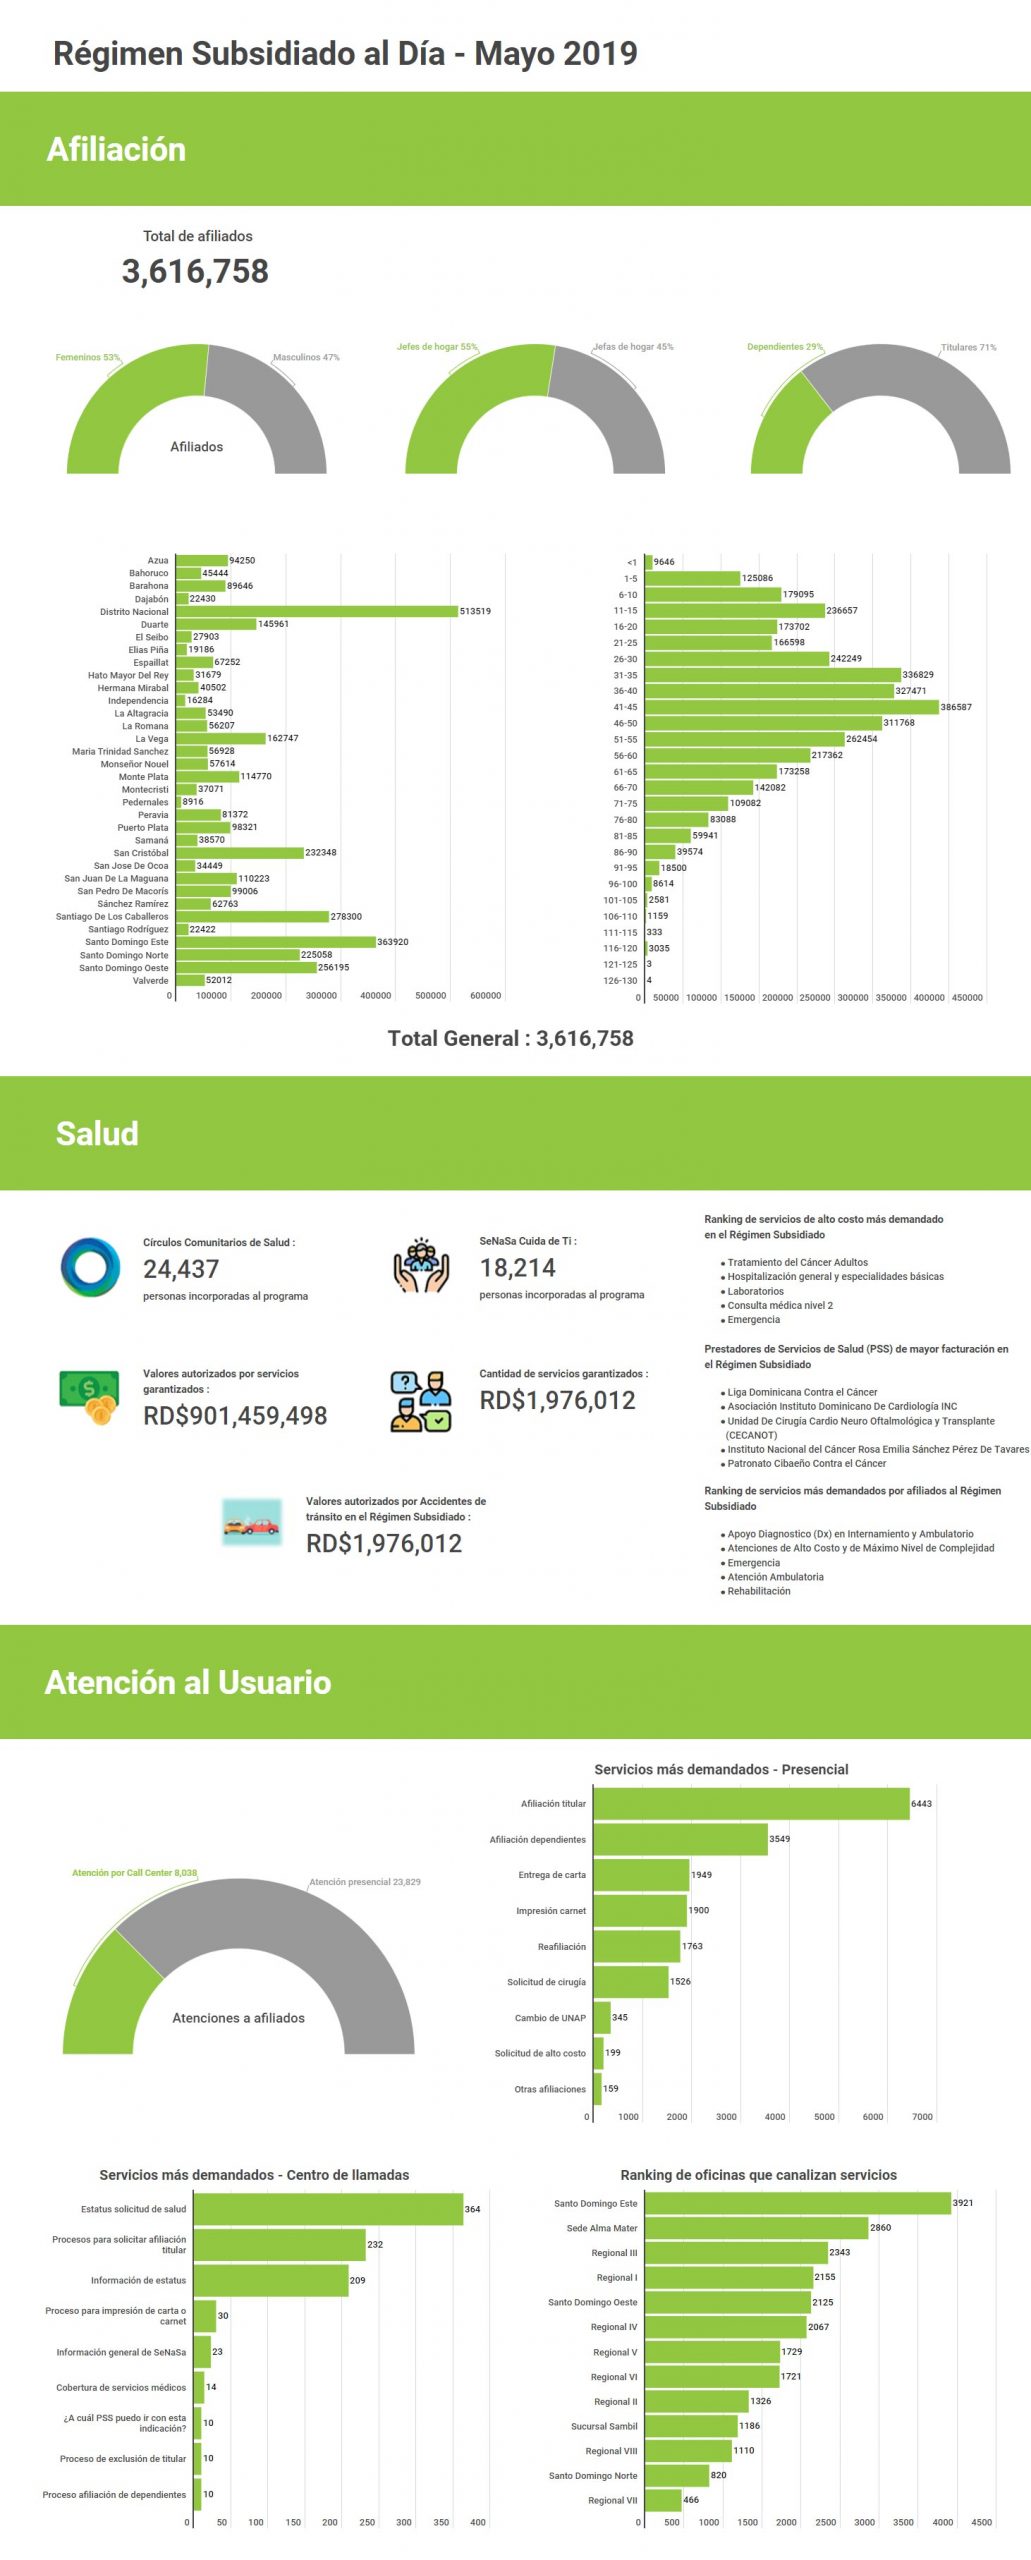 Régimen Subsidiado al Día - Mayo 2019
Afiliación
Total de afiliados
3,616,758
Femeninos 53%
Masculinos 47%
Afiliados
Jefes de hogar 55%
Jefas de hogar 45%
Dependientes 29%
Titulares 71%
Azua 94250
Bahoruco 45444
Barahona 89646
Dajabón 22430
Distrito Nacional 513519
Duarte 145961
El Seibo 27903
Elias Piña 19186
Espaillat 67252
Hato Mayor Del Rey 31679
Hermana Mirabal 40502
Independencia 16284
La Altagracia 53490
La Romana 56207
La Vega 162747
Maria Trinidad Sanchez 56928
Monseñor Nouel 57614
Monte Plata 114770
Montecristi 37071
Pedernales 8916
Peravia 81372
Puerto Plata 98321
Samaná 38570
San Cristóbal 232348
San Jose De Ocoa 34449
San Juan De La Maguana 110223
San Pedro De Macorís 99006
Sánchez Ramírez 62763
Santiago De Los Caballeros 278300
Santiago Rodríguez 22422
Santo Domingo Este 363920
Santo Domingo Norte 225058
Santo Domingo Oeste 256195
Valverde 52012
0 100000 200000 300000 400000 500000 600000
<1 9646
1-5 125086
6-10 179095
11-15 236657
16-20 173702
21-25 166598
26-30 242249
31-35 336829
36-40 327471
41-45 386587
46-50 311768
51-55 262454
56-60 217362
61-65 173258
66-70 142082
71-75 109082
76-80 83088
81-85 59941
86-90 39574
91-95 18500
96-100 8614
101-105 2581
106-110 1159
111-115 333
116-120 3035
121-125 3
126-130 4
0 50000 100000 150000 200000 250000 300000 350000 400000 450000
Total General : 3,616,758
Salud
Círculos Comunitarios de Salud :
24,437
personas incorporadas al programa
SeNaSa Cuida de Ti :
18,214
personas incorporadas al programa
Valores autorizados por servicios
garantizados :
RD$901,459,498
Cantidad de servicios garantizados :
RD$1,976,012
Valores autorizados por Accidentes de
tránsito en el Régimen Subsidiado :
RD$1,976,012
Ranking de servicios de alto costo más demandado
en el Régimen Subsidiado
• Tratamiento del Cáncer Adultos
• Hospitalización general y especialidades básicas
• Laboratorios
• Consulta médica nivel 2
• Emergencia
Prestadores de Servicios de Salud (PSS) de mayor facturación en
el Régimen Subsidiado
• Liga Dominicana Contra el Cáncer
• Asociación Instituto Dominicano De Cardiología INC
• Unidad De Cirugía Cardio Neuro Oftalmológica y Transplante
(CECANOT)
• Instituto Nacional del Cáncer Rosa Emilia Sánchez Pérez De Tavares
• Patronato Cibaeño Contra el Cáncer
Ranking de servicios más demandados por afiliados al Régimen
Subsidiado
• Apoyo Diagnostico (Dx) en Internamiento y Ambulatorio
• Atenciones de Alto Costo y de Máximo Nivel de Complejidad
• Emergencia
• Atención Ambulatoria
• Rehabilitación
Atención al Usuario
Atención por Call Center 8,038
Atención presencial 23,829
Atenciones a afiliados
Servicios más demandados - Presencial
Afiliación titular 6443
Afiliación dependientes 3549
Entrega de carta 1949
Impresión carnet 1900
Reafiliación 1763
Solicitud de cirugía 1526
Cambio de UNAP 345
Solicitud de alto costo 199
Otras afiliaciones 159
0 1000 2000 3000 4000 5000 6000 7000
Servicios más demandados - Centro de llamadas
Estatus solicitud de salud 364
Procesos para solicitar afiliación
titular 232
Información de estatus 209
Proceso para impresión de carta o
carnet 30
Información general de SeNaSa 23
Cobertura de servicios médicos 14
¿A cuál PSS puedo ir con esta
indicación? 10
Proceso de exclusión de titular 10
Proceso afiliación de dependientes 10
0 50 100 150 200 250 300 350 400
Ranking de oficinas que canalizan servicios
Santo Domingo Este 3921
Sede Alma Mater 2860
Regional III 2343
Regional I 2155
Santo Domingo Oeste 2125
Regional IV 2067
Regional V 1729
Regional VI 1721
Regional II 1326
Sucursal Sambil 1186
Regional VIII 1110
Santo Domingo Norte 820
Regional VII 466
0 500 1000 1500 2000 2500 3000 3500 4000 4500